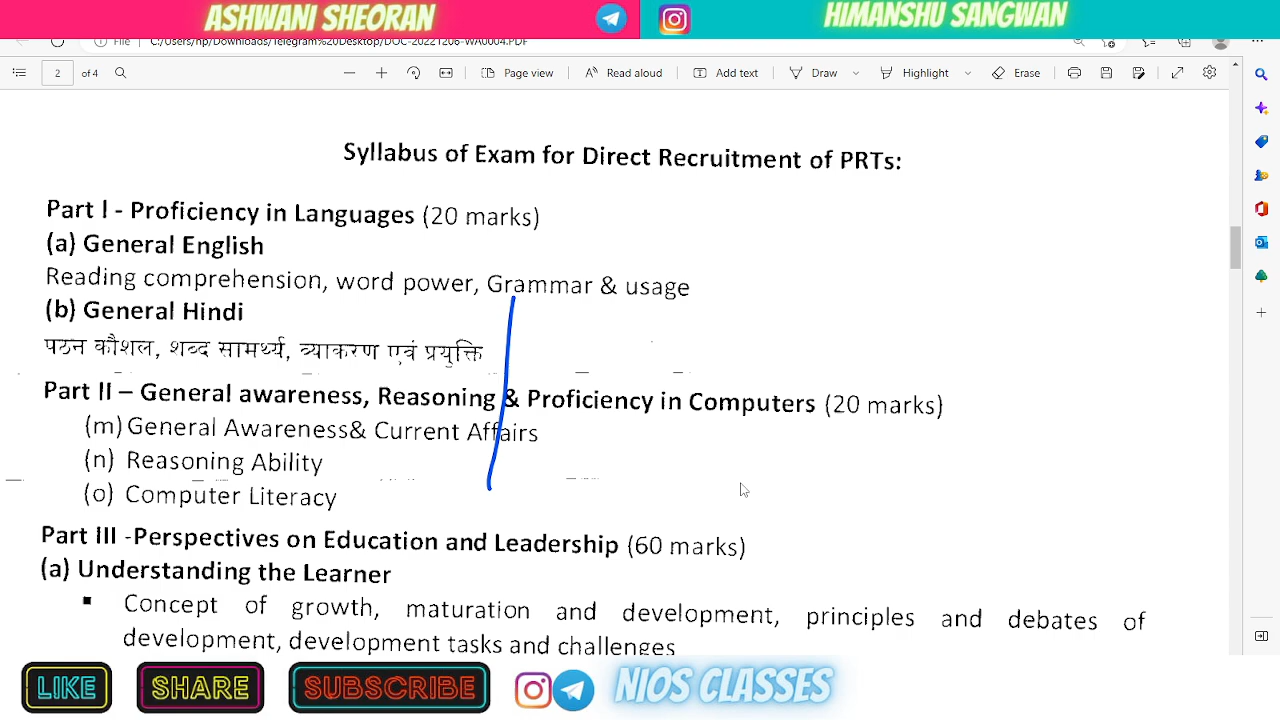 ASHWANI SHEORAN
HIMANSHU SANGWAN
File C:/Users/hp/Downloads/Telegram%20Desktop/DOC-20221206-WA0004.PDF
2 of 4 Page view Read aloud Add text Draw Highlight Erase
Syllabus of Exam for Direct Recruitment of PRTs:
Part I - Proficiency in Languages (20 marks)
(a) General English
Reading comprehension, word power, Grammar & usage
(b) General Hindi
पठन कौशल, शब्द सामर्थ्य, व्याकरण एवं प्रयुक्ति
Part II – General awareness, Reasoning & Proficiency in Computers (20 marks)
(m) General Awareness& Current Affairs
(n) Reasoning Ability
(o) Computer Literacy
Part III -Perspectives on Education and Leadership (60 marks)
(a) Understanding the Learner
▪ Concept of growth, maturation and development, principles and debates of
development, development tasks and challenges
LIKE SHARE SUBSCRIBE NIOS CLASSES